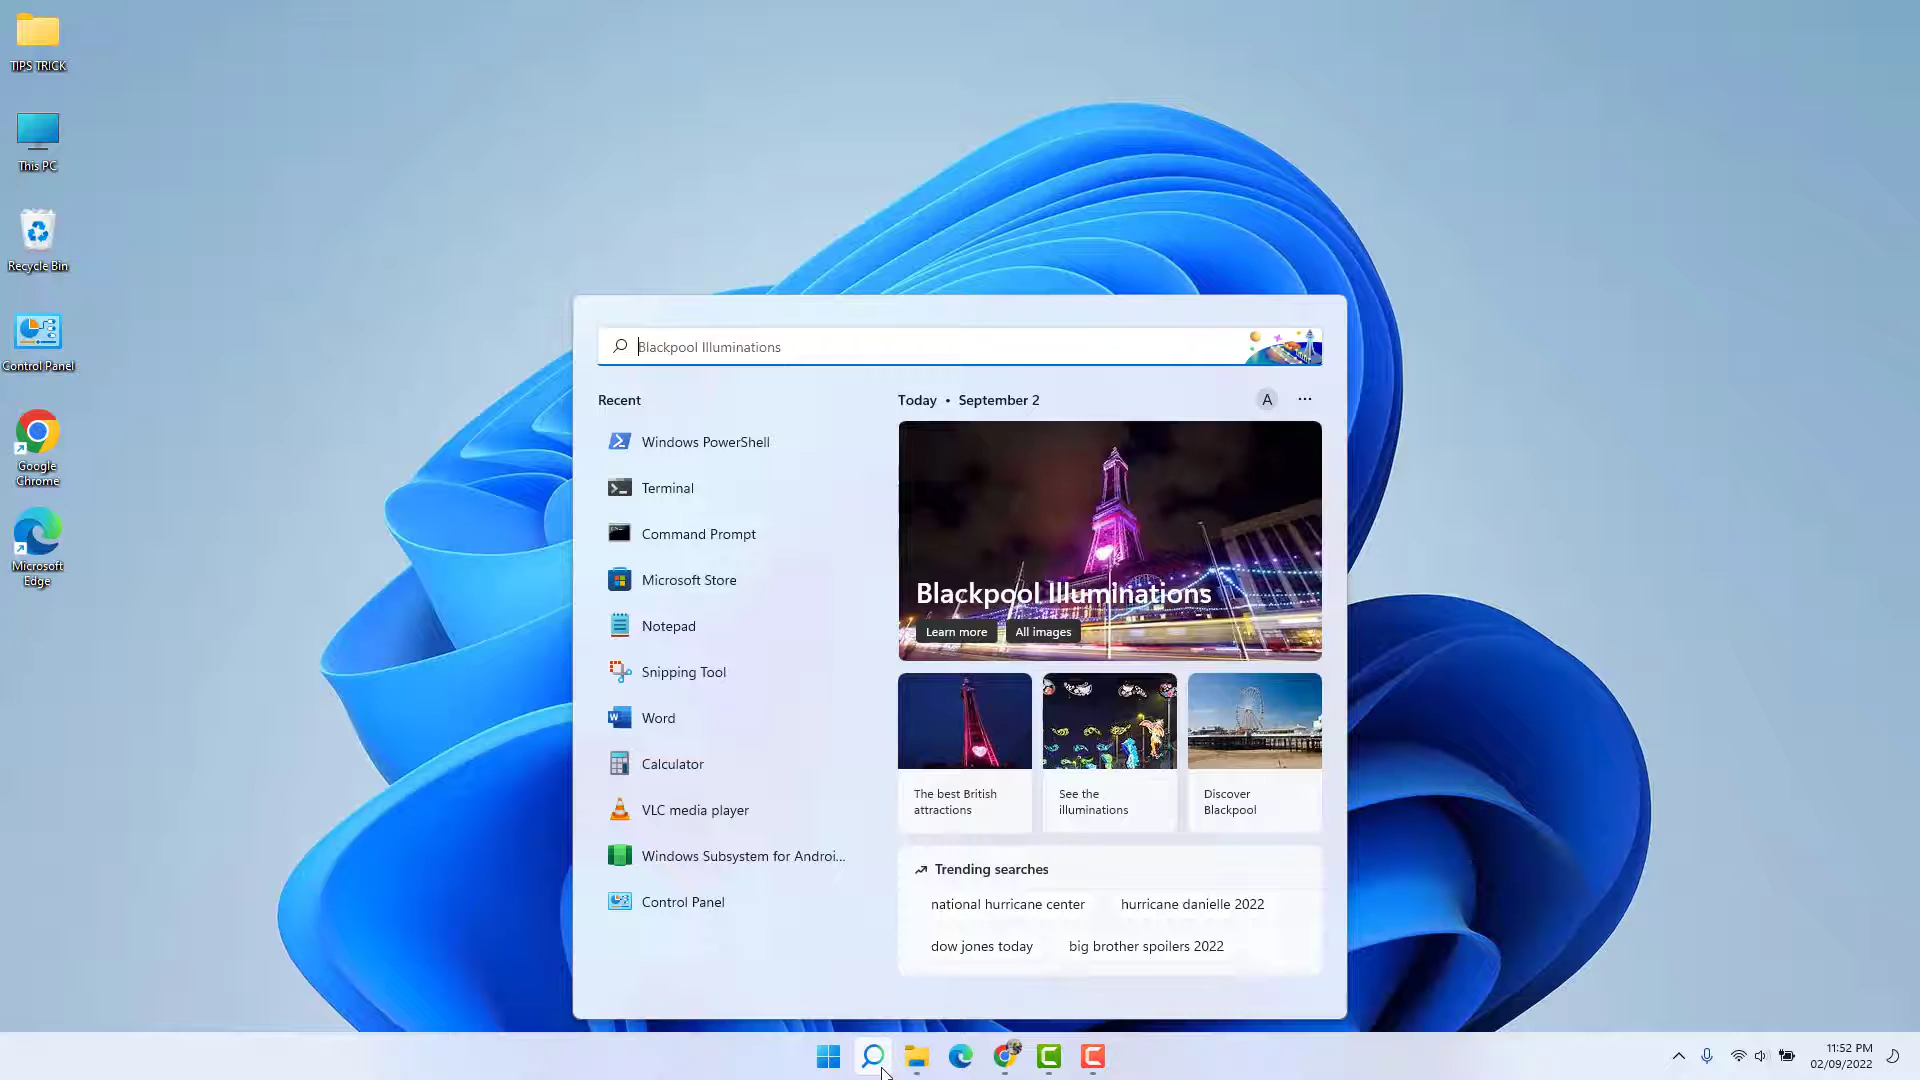 TIPS TRICK
This PC
Recycle Bin
Control Panel
Google
Chrome
Microsoft
Edge
Blackpool Illuminations
Recent
Windows PowerShell
Terminal
Command Prompt
Microsoft Store
Notepad
Snipping Tool
Word
Calculator
VLC media player
Windows Subsystem for Androi...
Control Panel
Today • September 2
A
Blackpool Illuminations
Learn more
All images
The best British
attractions
See the
illuminations
Discover
Blackpool
Trending searches
national hurricane center
hurricane danielle 2022
dow jones today
big brother spoilers 2022
11:52 PM
02/09/2022